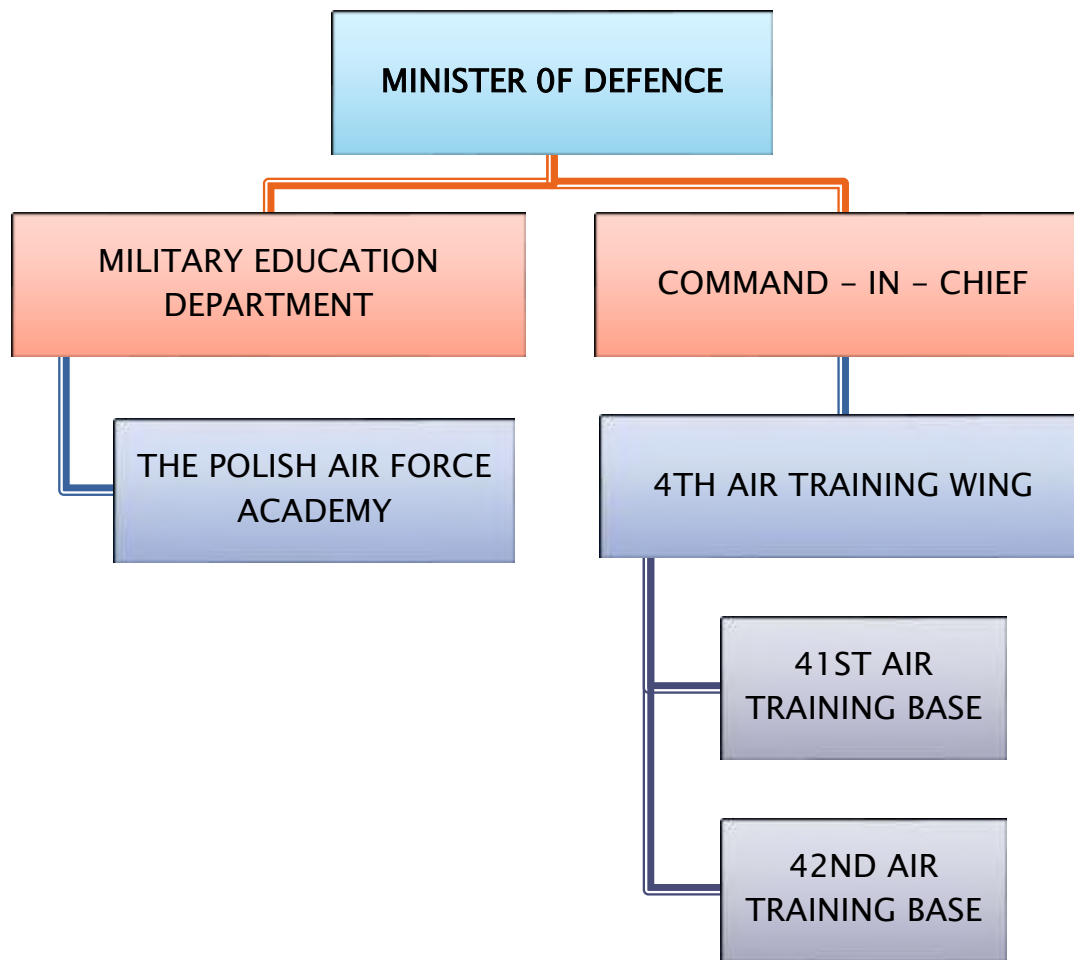 MINISTER 0F DEFENCE
MILITARY EDUCATION
DEPARTMENT
COMMAND – IN – CHIEF
THE POLISH AIR FORCE
ACADEMY
4TH AIR TRAINING WING
41ST AIR
TRAINING BASE
42ND AIR
TRAINING BASE